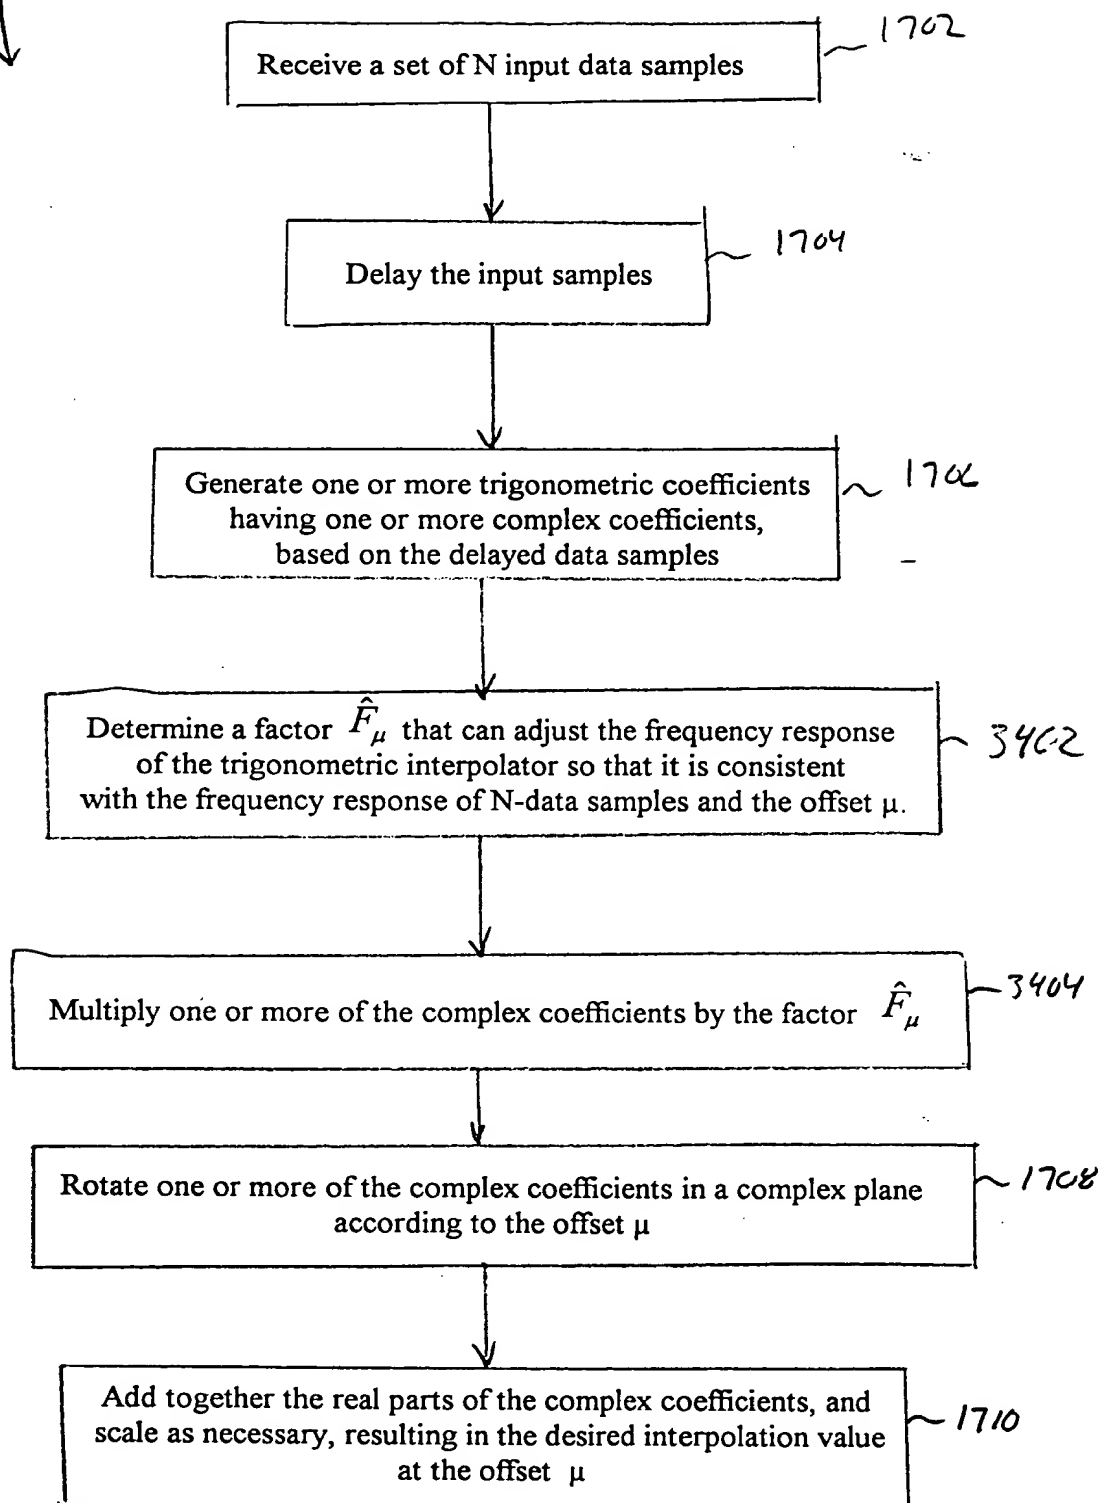 Receive a set of N input data samples
1702
Delay the input samples
1704
Generate one or more trigonometric coefficients
having one or more complex coefficients,
based on the delayed data samples
1706
Determine a factor F̂μ that can adjust the frequency response
of the trigonometric interpolator so that it is consistent
with the frequency response of N-data samples and the offset μ.
3402
Multiply one or more of the complex coefficients by the factor F̂μ
3404
Rotate one or more of the complex coefficients in a complex plane
according to the offset μ
1708
Add together the real parts of the complex coefficients, and
scale as necessary, resulting in the desired interpolation value
at the offset μ
1710